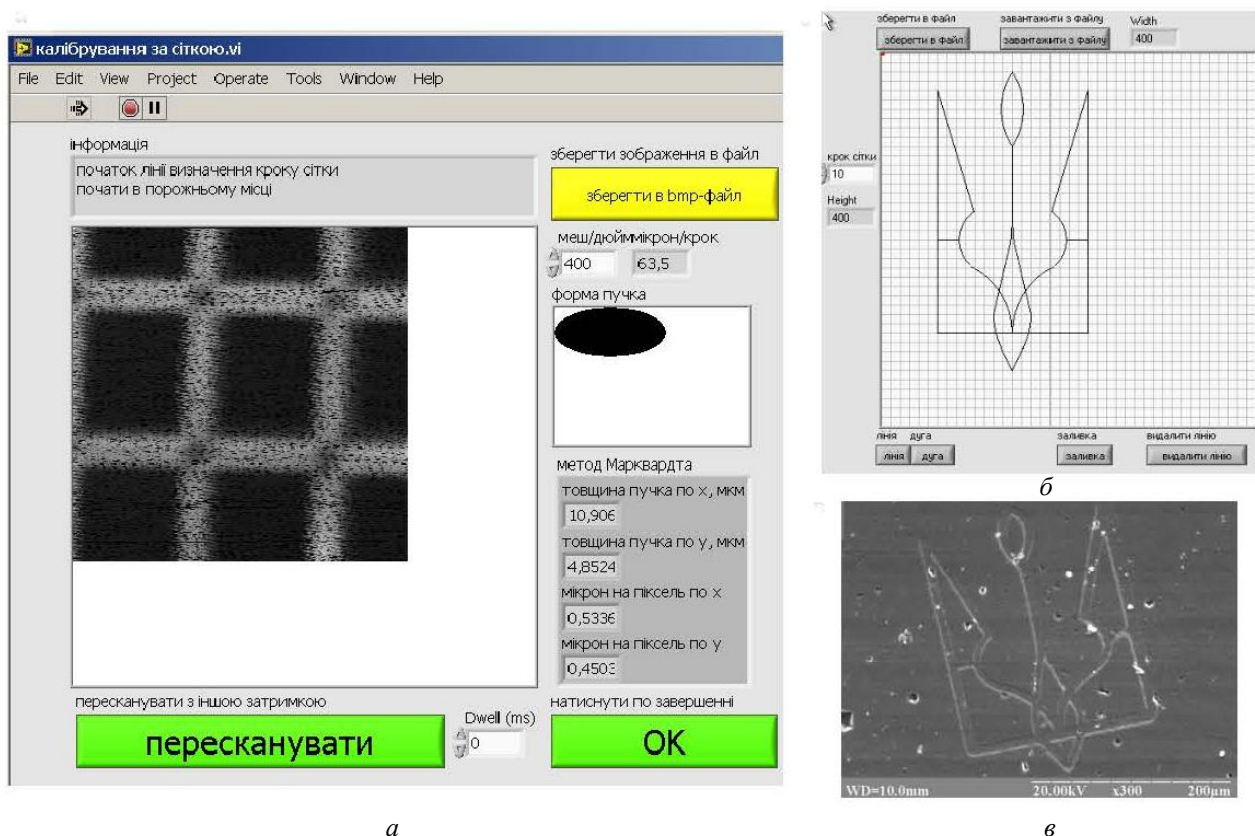 калібрування за сіткою.vi
File Edit View Project Operate Tools Window Help
інформація
початок лінії визначення кроку сітки
почати в порожньому місці
зберегти зображення в файл
зберегти в bmp-файл
меш/дюйм мікрон/крок
400 63,5
форма пучка
метод Марквардта
товщина пучка по x, мкм
10,906
товщина пучка по y, мкм
4,8524
мікрон на піксель по x
0,5336
мікрон на піксель по y
0,4503
пересканувати з іншою затримкою
пересканувати
Dwell (ms)
0
натиснути по завершенні
OK
а
зберегти в файл завантажити з файлу Width
зберегти в файл завантажити з файлу 400
крок сітки
10
Height
400
лінія дуга заливка видалити лінію
лінія дуга заливка видалити лінію
б
WD=10.0mm 20.00kV x300 200μm
в